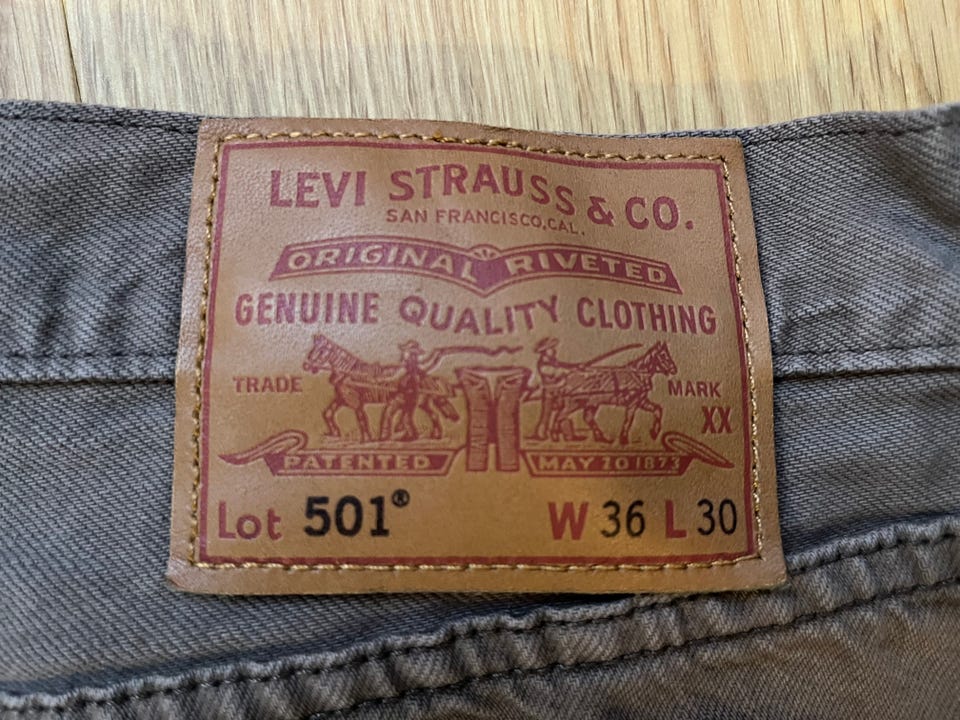 LEVI STRAUSS & CO.
SAN FRANCISCO, CAL.
ORIGINAL RIVETED
GENUINE QUALITY CLOTHING
TRADE MARK
XX
PATENTED MAY 20 1873
Lot 501® W 36 L 30